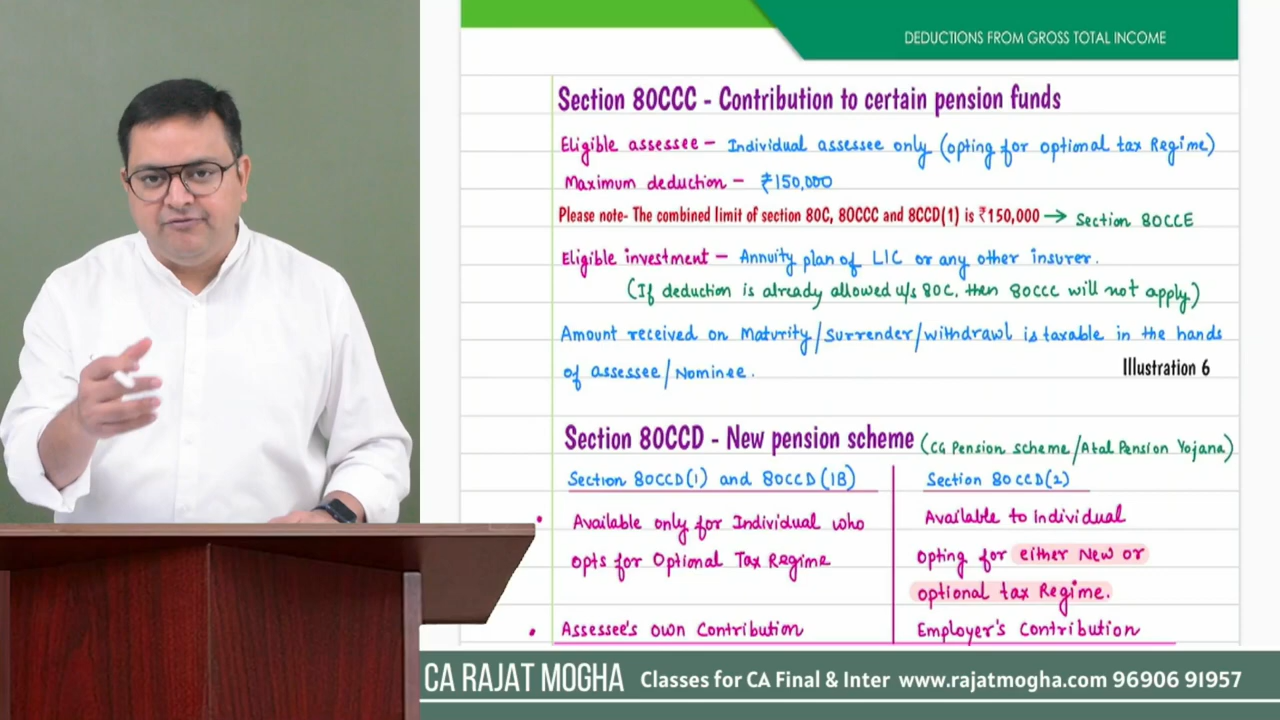 DEDUCTIONS FROM GROSS TOTAL INCOME
Section 80CCC - Contribution to certain pension funds
Eligible assessee - Individual assessee only (opting for optional tax Regime)
Maximum deduction - ₹150,000
Please note- The combined limit of section 80C, 80CCC and 8CCD(1) is ₹150,000 → Section 80CCE
Eligible investment - Annuity plan of LIC or any other insurer.
(If deduction is already allowed u/s 80C, then 80CCC will not apply)
Amount received on Maturity/Surrender/withdrawl is taxable in the hands
of assessee/Nominee.
Illustration 6
Section 80CCD - New pension scheme (CG Pension scheme/Atal Pension Yojana)
Section 80CCD(1) and 80CCD(1B)
• Available only for Individual who
opts for Optional Tax Regime
• Assessee's own Contribution
Section 80CCD(2)
Available to individual
opting for either New or
optional tax Regime.
Employer's Contribution
CA RAJAT MOGHA Classes for CA Final & Inter www.rajatmogha.com 96906 91957